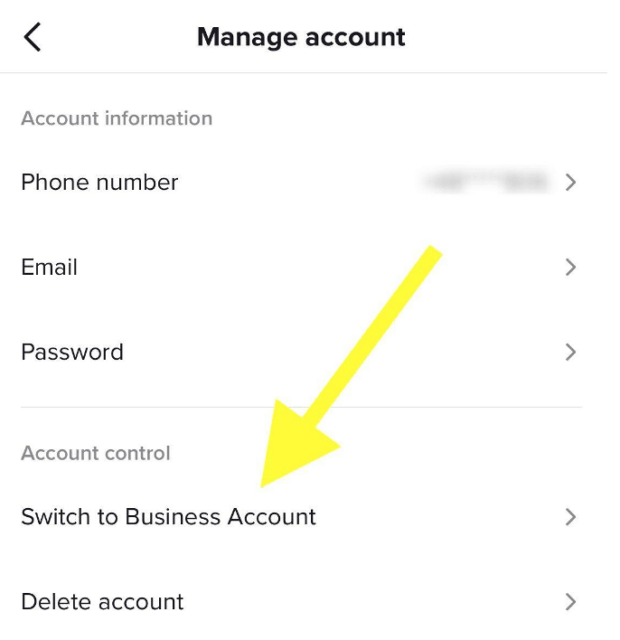 Manage account
Account information
Phone number
Email
Password
Account control
Switch to Business Account
Delete account